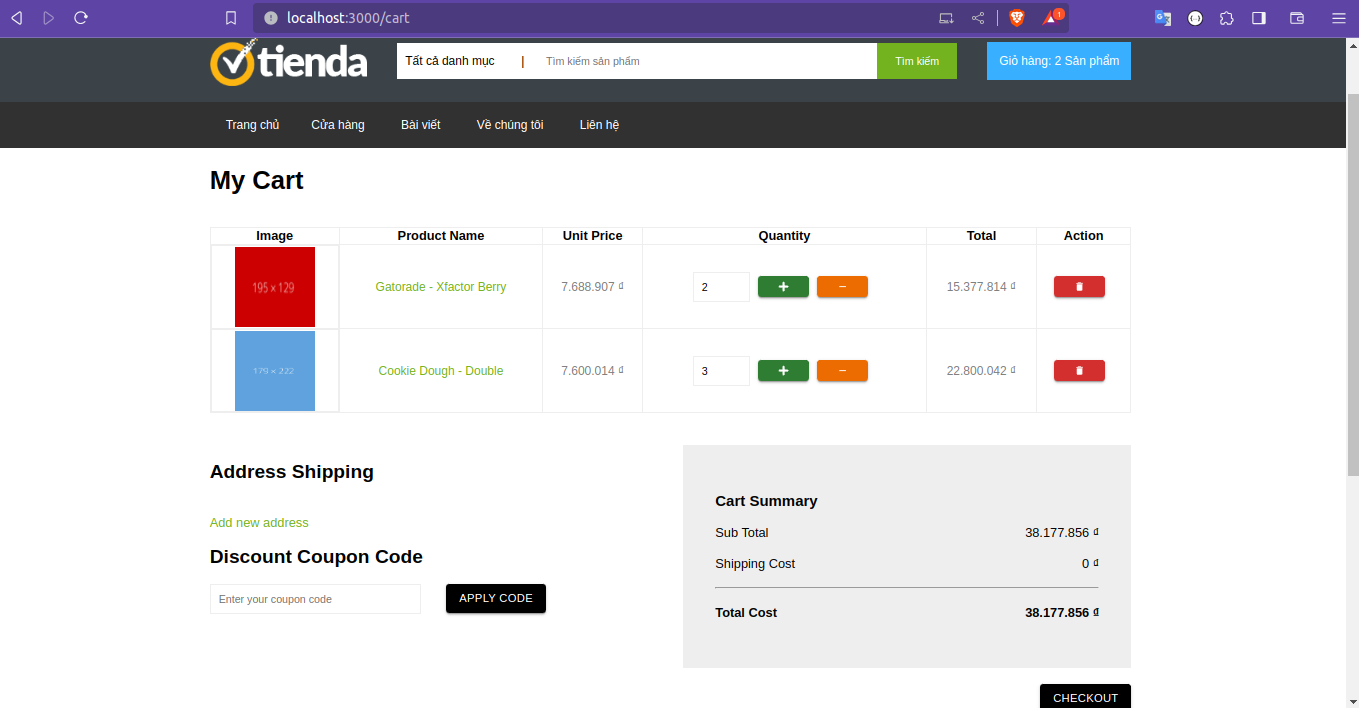 localhost:3000/cart
1
tienda
Tất cả danh mục | Tìm kiếm sản phẩm Tìm kiếm
Giỏ hàng: 2 Sản phẩm
Trang chủ Cửa hàng Bài viết Về chúng tôi Liên hệ
My Cart
Image Product Name Unit Price Quantity Total Action
195 x 129 Gatorade - Xfactor Berry 7.688.907 ₫ 2 + − 15.377.814 ₫
179 x 222 Cookie Dough - Double 7.600.014 ₫ 3 + − 22.800.042 ₫
Address Shipping
Add new address
Discount Coupon Code
Enter your coupon code APPLY CODE
Cart Summary
Sub Total 38.177.856 ₫
Shipping Cost 0 ₫
Total Cost 38.177.856 ₫
CHECKOUT